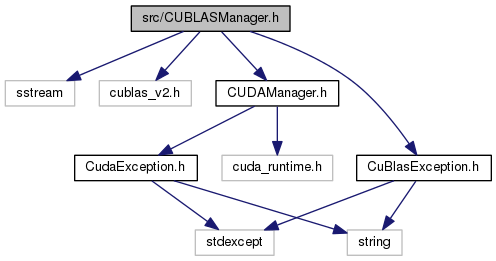 src/CUBLASManager.h
sstream
cublas_v2.h
CUDAManager.h
CudaException.h
cuda_runtime.h
CuBlasException.h
stdexcept
string